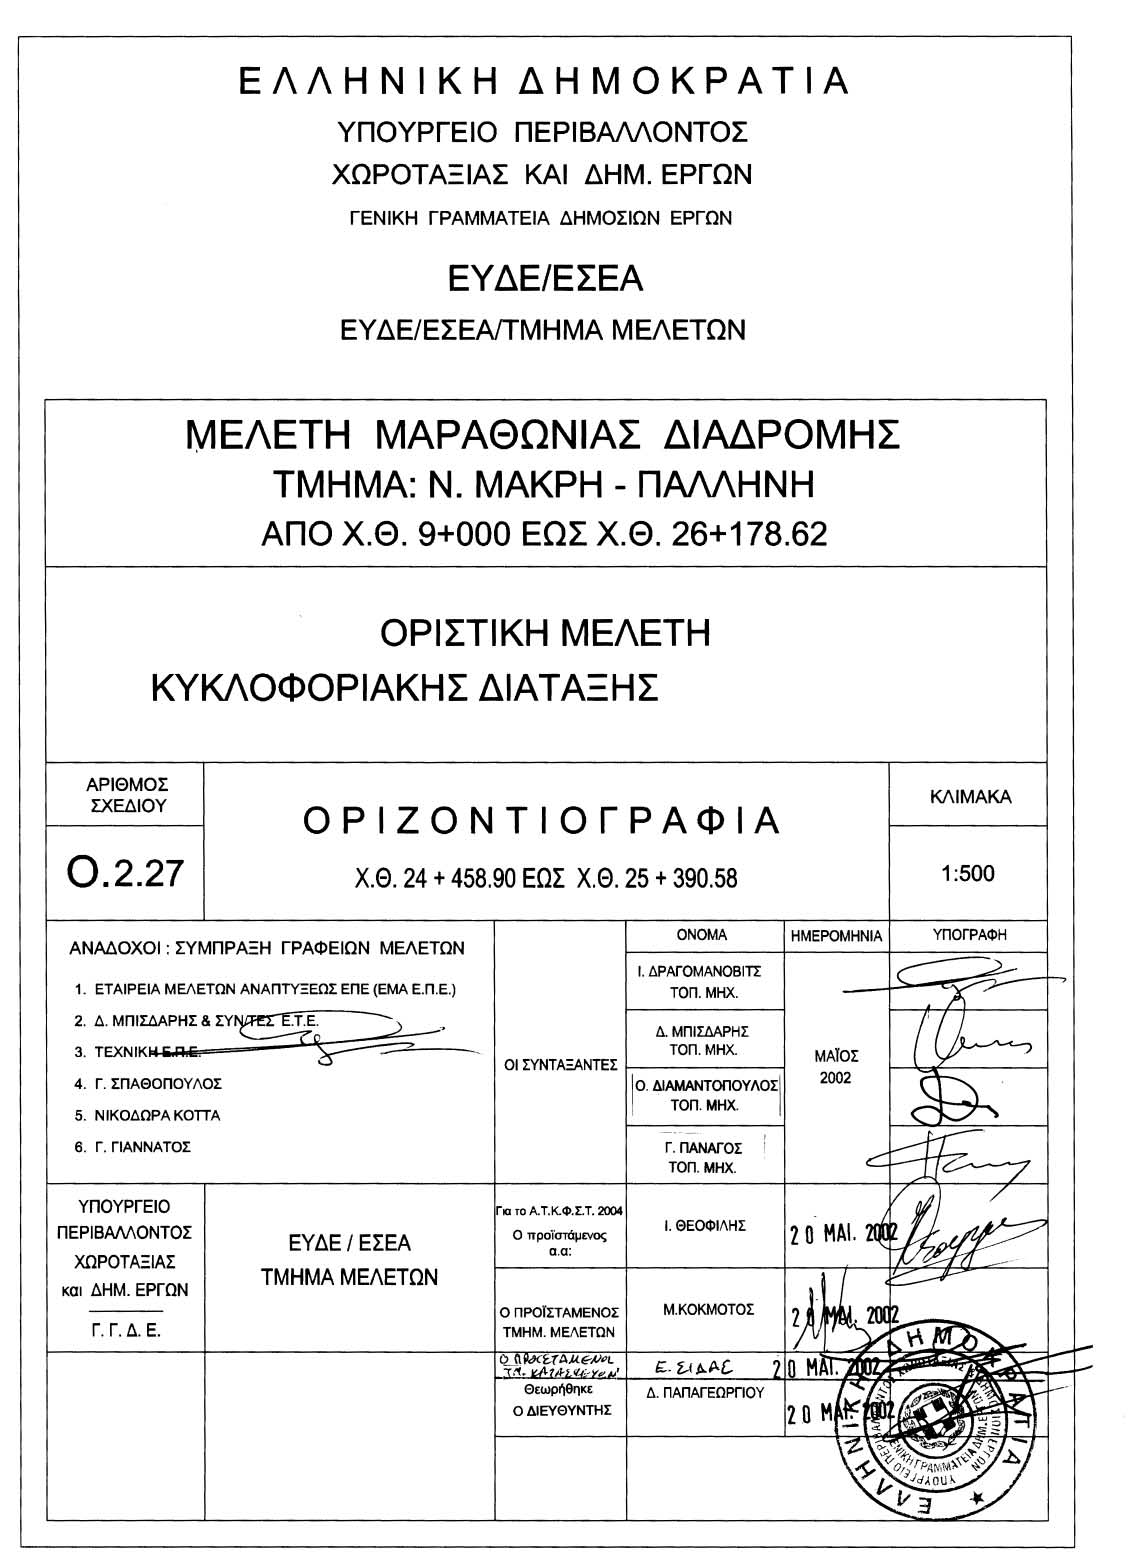 ΕΛΛΗΝΙΚΗ ΔΗΜΟΚΡΑΤΙΑ
ΥΠΟΥΡΓΕΙΟ ΠΕΡΙΒΑΛΛΟΝΤΟΣ
ΧΩΡΟΤΑΞΙΑΣ ΚΑΙ ΔΗΜ. ΕΡΓΩΝ
ΓΕΝΙΚΗ ΓΡΑΜΜΑΤΕΙΑ ΔΗΜΟΣΙΩΝ ΕΡΓΩΝ
ΕΥΔΕ/ΕΣΕΑ
ΕΥΔΕ/ΕΣΕΑ/ΤΜΗΜΑ ΜΕΛΕΤΩΝ
ΜΕΛΕΤΗ ΜΑΡΑΘΩΝΙΑΣ ΔΙΑΔΡΟΜΗΣ
ΤΜΗΜΑ: Ν. ΜΑΚΡΗ - ΠΑΛΛΗΝΗ
ΑΠΟ Χ.Θ. 9+000 ΕΩΣ Χ.Θ. 26+178.62
ΟΡΙΣΤΙΚΗ ΜΕΛΕΤΗ
ΚΥΚΛΟΦΟΡΙΑΚΗΣ ΔΙΑΤΑΞΗΣ
ΑΡΙΘΜΟΣ
ΣΧΕΔΙΟΥ
Ο.2.27
ΟΡΙΖΟΝΤΙΟΓΡΑΦΙΑ
Χ.Θ. 24 + 458.90 ΕΩΣ Χ.Θ. 25 + 390.58
ΚΛΙΜΑΚΑ
1:500
ΑΝΑΔΟΧΟΙ : ΣΥΜΠΡΑΞΗ ΓΡΑΦΕΙΩΝ ΜΕΛΕΤΩΝ
1. ΕΤΑΙΡΕΙΑ ΜΕΛΕΤΩΝ ΑΝΑΠΤΥΞΕΩΣ ΕΠΕ (ΕΜΑ Ε.Π.Ε.)
2. Δ. ΜΠΙΣΔΑΡΗΣ & ΣΥΝ/ΤΕΣ Ε.Τ.Ε.
3. ΤΕΧΝΙΚΗ Ε.Π.Ε.
4. Γ. ΣΠΑΘΟΠΟΥΛΟΣ
5. ΝΙΚΟΔΩΡΑ ΚΟΤΤΑ
6. Γ. ΓΙΑΝΝΑΤΟΣ
ΟΙ ΣΥΝΤΑΞΑΝΤΕΣ
ΟΝΟΜΑ
ΗΜΕΡΟΜΗΝΙΑ
ΥΠΟΓΡΑΦΗ
Ι. ΔΡΑΓΟΜΑΝΟΒΙΤΣ
ΤΟΠ. ΜΗΧ.
Δ. ΜΠΙΣΔΑΡΗΣ
ΤΟΠ. ΜΗΧ.
Ο. ΔΙΑΜΑΝΤΟΠΟΥΛΟΣ
ΤΟΠ. ΜΗΧ.
Γ. ΠΑΝΑΓΟΣ
ΤΟΠ. ΜΗΧ.
ΜΑΪΟΣ
2002
ΥΠΟΥΡΓΕΙΟ
ΠΕΡΙΒΑΛΛΟΝΤΟΣ
ΧΩΡΟΤΑΞΙΑΣ
και ΔΗΜ. ΕΡΓΩΝ
Γ. Γ. Δ. Ε.
ΕΥΔΕ / ΕΣΕΑ
ΤΜΗΜΑ ΜΕΛΕΤΩΝ
Για το Α.Τ.Κ.Φ.Σ.Τ. 2004
Ο προϊστάμενος
α.α:
Ι. ΘΕΟΦΙΛΗΣ
20 ΜΑΙ. 2002
Ο ΠΡΟΪΣΤΑΜΕΝΟΣ
ΤΜΗΜ. ΜΕΛΕΤΩΝ
Μ.ΚΟΚΜΟΤΟΣ
20 ΜΑΙ. 2002
Ε. ΣΙΔΑΣ
20 ΜΑΙ. 2002
Θεωρήθηκε
Ο ΔΙΕΥΘΥΝΤΗΣ
Δ. ΠΑΠΑΓΕΩΡΓΙΟΥ
20 ΜΑΙ. 2002
ΕΛΛΗΝΙΚΗ ΔΗΜΟΚΡΑΤΙΑ